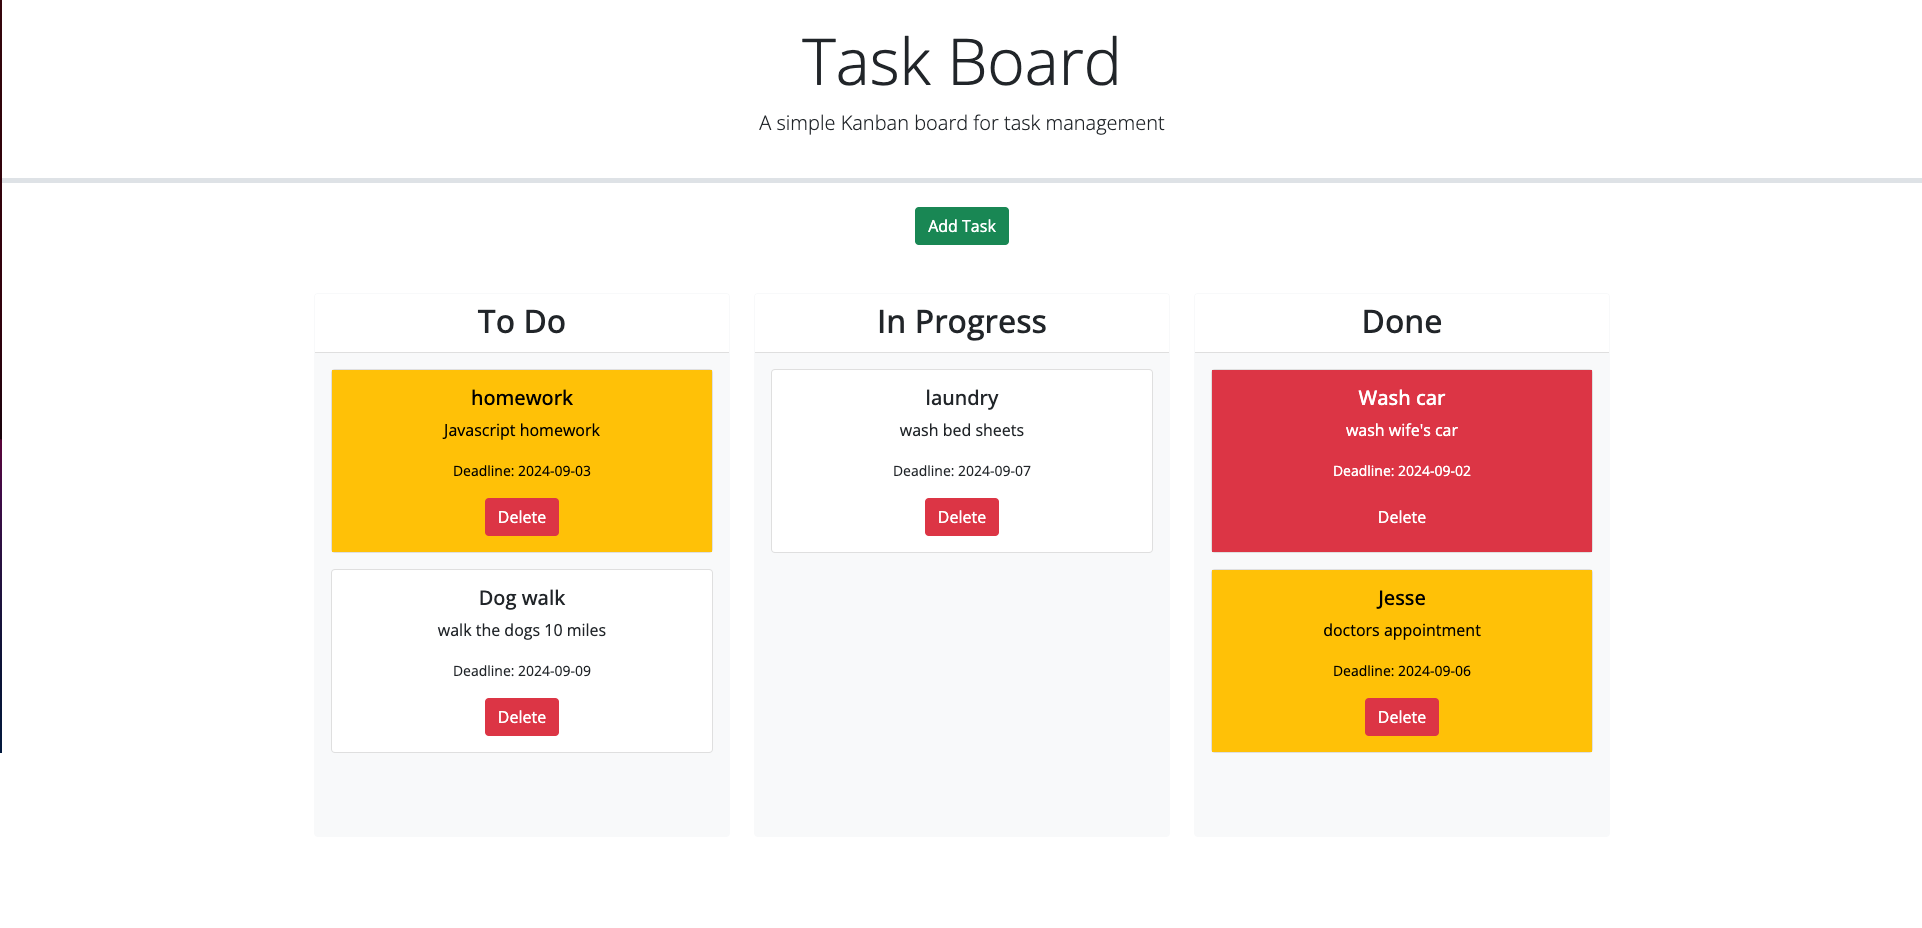 Task Board
A simple Kanban board for task management
Add Task
To Do
homework
Javascript homework
Deadline: 2024-09-03
Delete
Dog walk
walk the dogs 10 miles
Deadline: 2024-09-09
Delete
In Progress
laundry
wash bed sheets
Deadline: 2024-09-07
Delete
Done
Wash car
wash wife's car
Deadline: 2024-09-02
Delete
Jesse
doctors appointment
Deadline: 2024-09-06
Delete